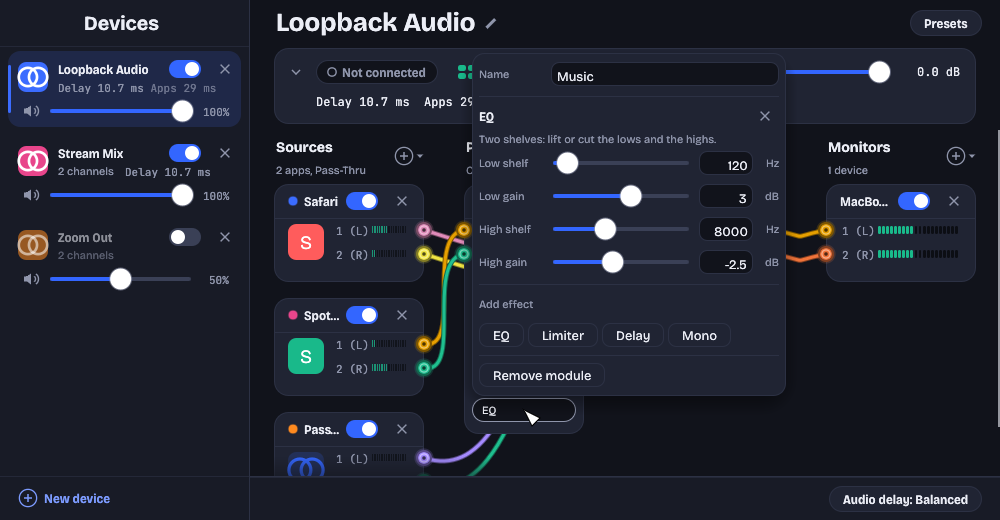 Devices
Loopback Audio
Delay 10.7 ms Apps 29 ms
100%
Stream Mix
2 channels Delay 10.7 ms
100%
Zoom Out
2 channels
50%
New device
Loopback Audio
Presets
Not connected
0.0 dB
Delay 10.7 ms Apps 29
Sources
2 apps, Pass-Thru
Safari
S
1 (L)
2 (R)
Spot...
S
1 (L)
2 (R)
Pass...
1 (L)
Name
Music
EQ
Two shelves: lift or cut the lows and the highs.
Low shelf 120 Hz
Low gain 3 dB
High shelf 8000 Hz
High gain -2.5 dB
Add effect
EQ Limiter Delay Mono
Remove module
EQ
Monitors
1 device
MacBo...
1 (L)
2 (R)
Audio delay: Balanced